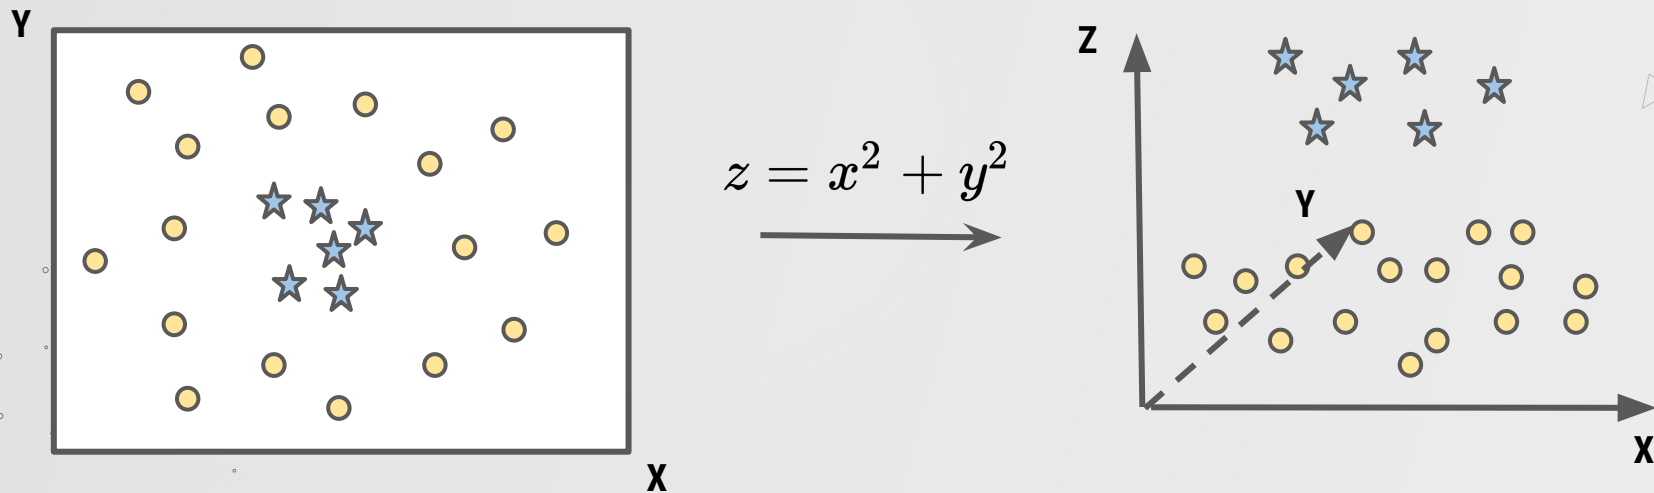 Y
X
z = x² + y²
Z
Y
X